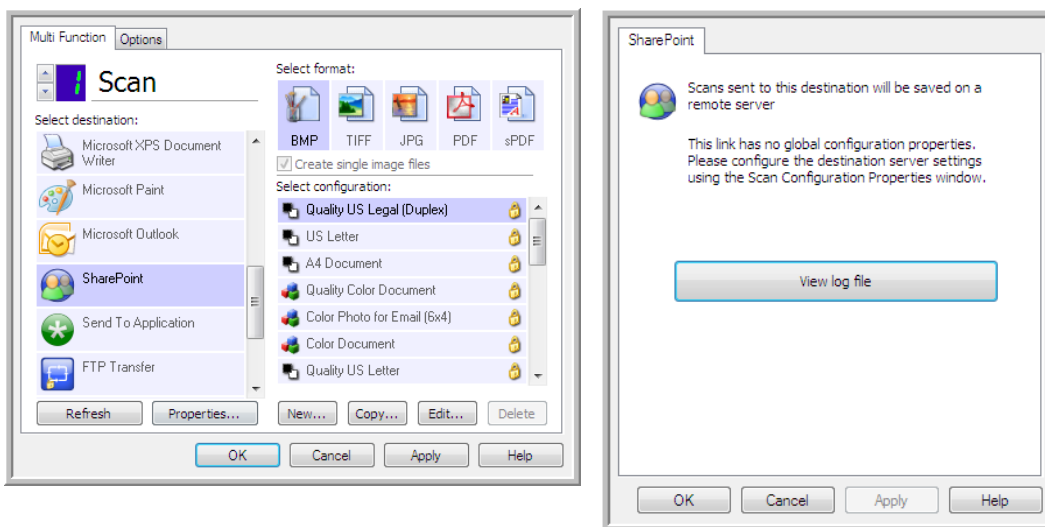 Multi Function
Options
1 Scan
Select destination:
Microsoft XPS Document
Writer
Microsoft Paint
Microsoft Outlook
SharePoint
Send To Application
FTP Transfer
Refresh
Properties...
Select format:
BMP
TIFF
JPG
PDF
sPDF
Create single image files
Select configuration:
Quality US Legal (Duplex)
US Letter
A4 Document
Quality Color Document
Color Photo for Email (6x4)
Color Document
Quality US Letter
New...
Copy...
Edit...
Delete
OK
Cancel
Apply
Help
SharePoint
Scans sent to this destination will be saved on a
remote server
This link has no global configuration properties.
Please configure the destination server settings
using the Scan Configuration Properties window.
View log file
OK
Cancel
Apply
Help